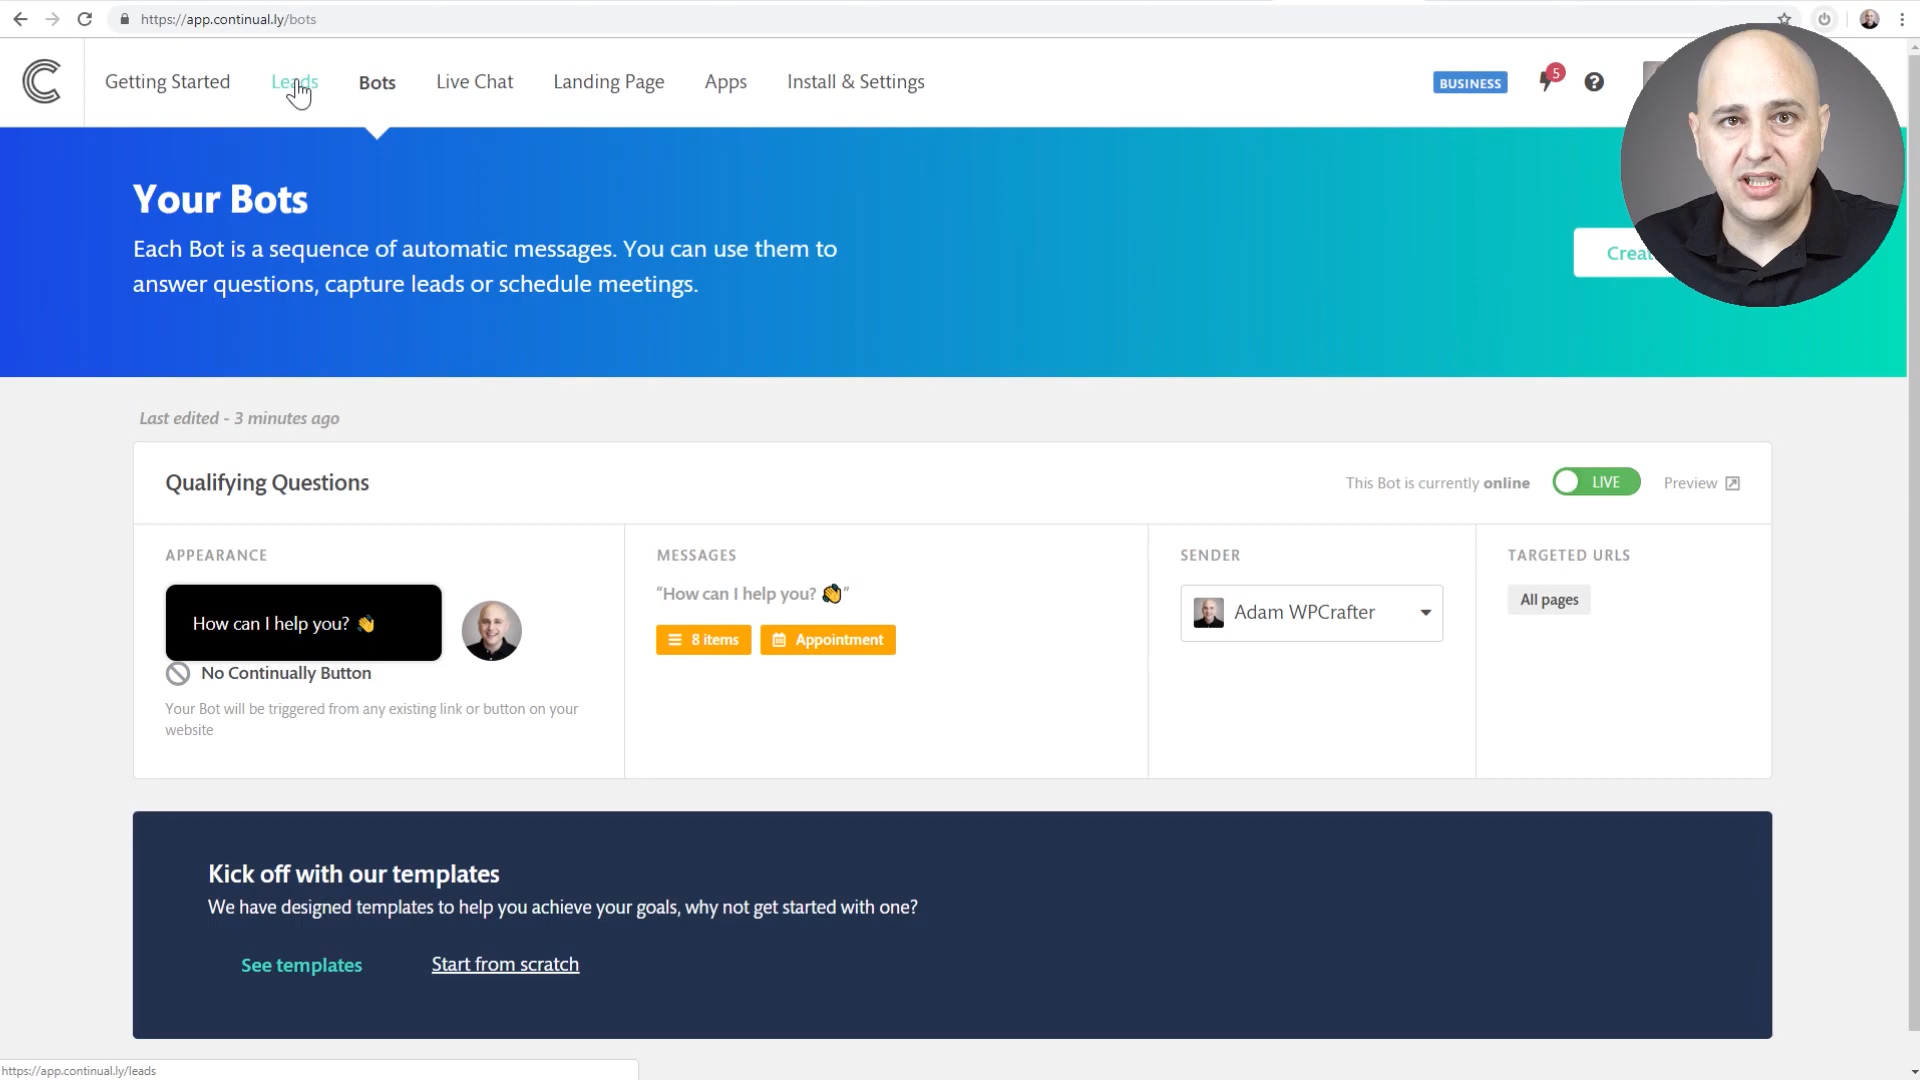 https://app.continual.ly/bots
Getting Started
Leads
Bots
Live Chat
Landing Page
Apps
Install & Settings
BUSINESS
5
?
Your Bots
Each Bot is a sequence of automatic messages. You can use them to
answer questions, capture leads or schedule meetings.
Last edited - 3 minutes ago
Qualifying Questions
This Bot is currently online
LIVE
Preview
APPEARANCE
How can I help you? 👋
No Continually Button
Your Bot will be triggered from any existing link or button on your
website
MESSAGES
“How can I help you? 👋”
8 items
Appointment
SENDER
Adam WPCrafter
TARGETED URLS
All pages
Kick off with our templates
We have designed templates to help you achieve your goals, why not get started with one?
See templates
Start from scratch
https://app.continual.ly/leads